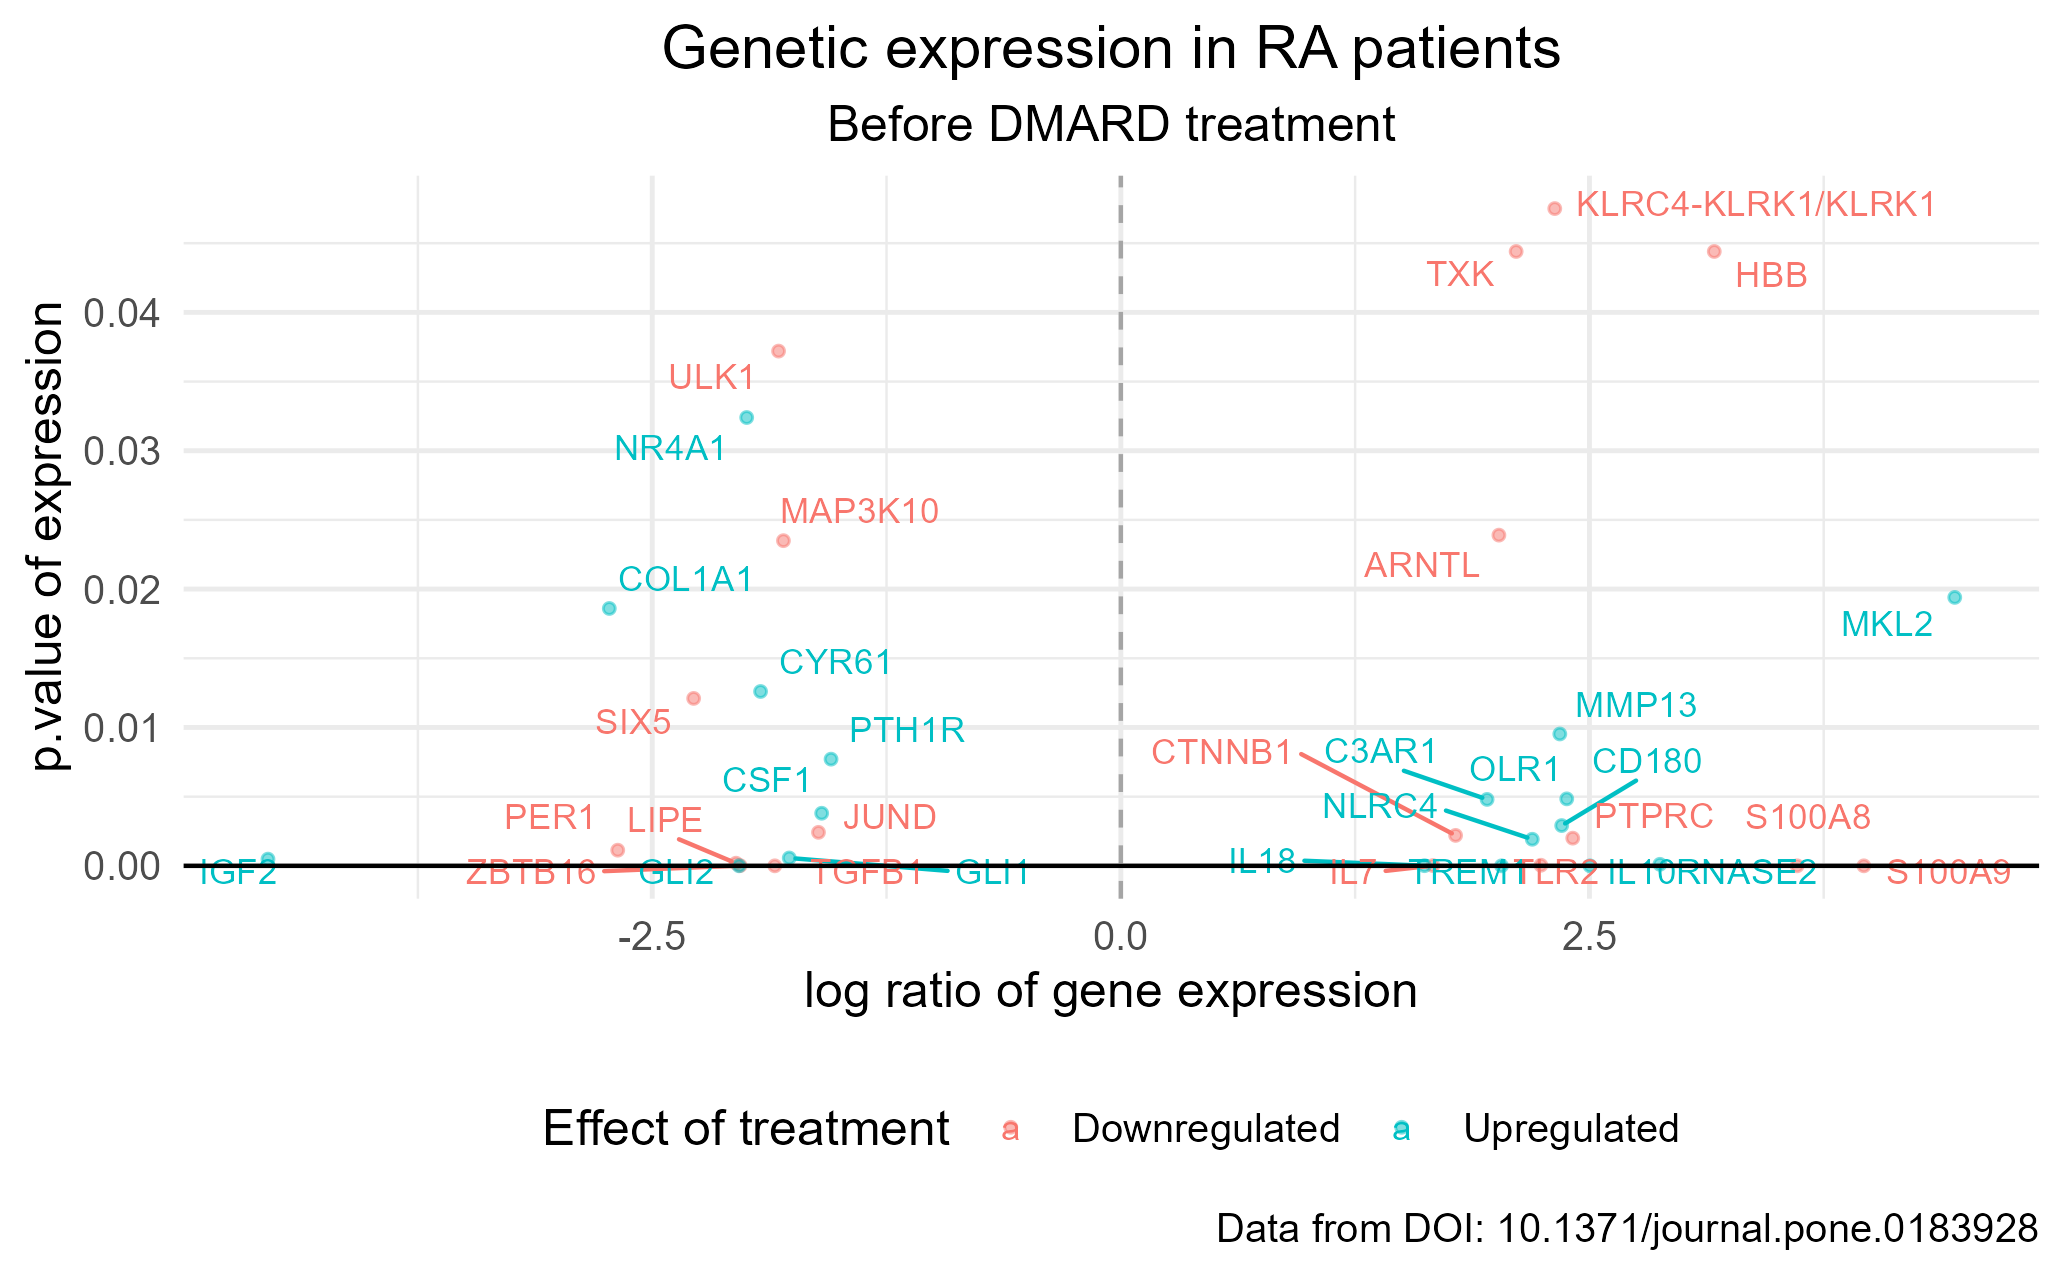 Genetic expression in RA patients
Before DMARD treatment
p.value of expression
0.04
0.03
0.02
0.01
0.00
KLRC4-KLRK1/KLRK1
TXK
HBB
ULK1
NR4A1
MAP3K10
ARNTL
COL1A1
MKL2
CYR61
SIX5
MMP13
PTH1R
CTNNB1
C3AR1
OLR1
CD180
CSF1
NLRC4
PER1
LIPE
JUND
PTPRC
S100A8
IGF2
ZBTB16
GLI2
TGFB1
GLI1
IL18
IL7
TREM1
TLR2
IL10
RNASE2
S100A9
-2.5
0.0
2.5
log ratio of gene expression
Effect of treatment
a Downregulated
a Upregulated
Data from DOI: 10.1371/journal.pone.0183928